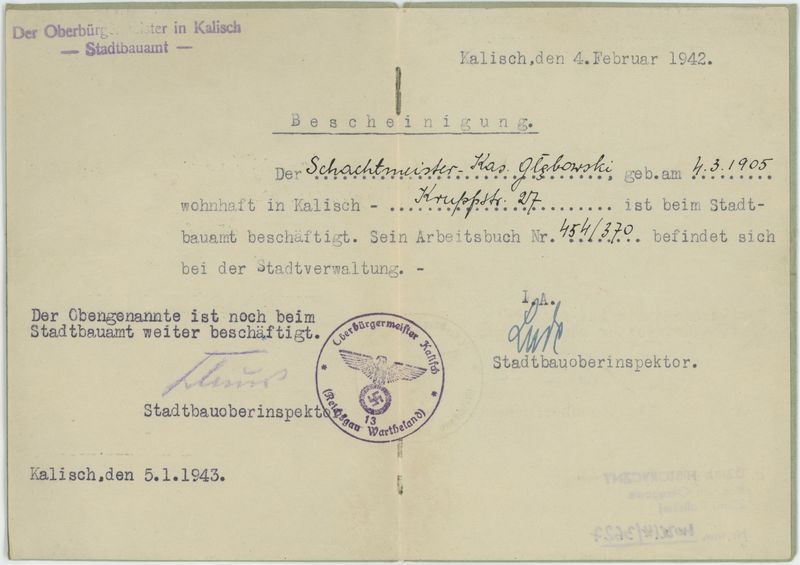 Der Oberbürgermeister in Kalisch
— Stadtbauamt —
Kalisch,den 4.Februar 1942.
Bescheinigung.
Der Schachtmeister Kas. Głębowski, geb.am 4.3.1905
wohnhaft in Kalisch - Kruppstr. 27 ist beim Stadt-
bauamt beschäftigt. Sein Arbeitsbuch Nr. 454/370 befindet sich
bei der Stadtverwaltung. -
I.A.
Stadtbauoberinspektor.
Der Obengenannte ist noch beim
Stadtbauamt weiter beschäftigt.
Stadtbauoberinspektor
Oberbürgermeister Kalisch
13
(Reichsgau Wartheland)
Kalisch,den 5.1.1943.